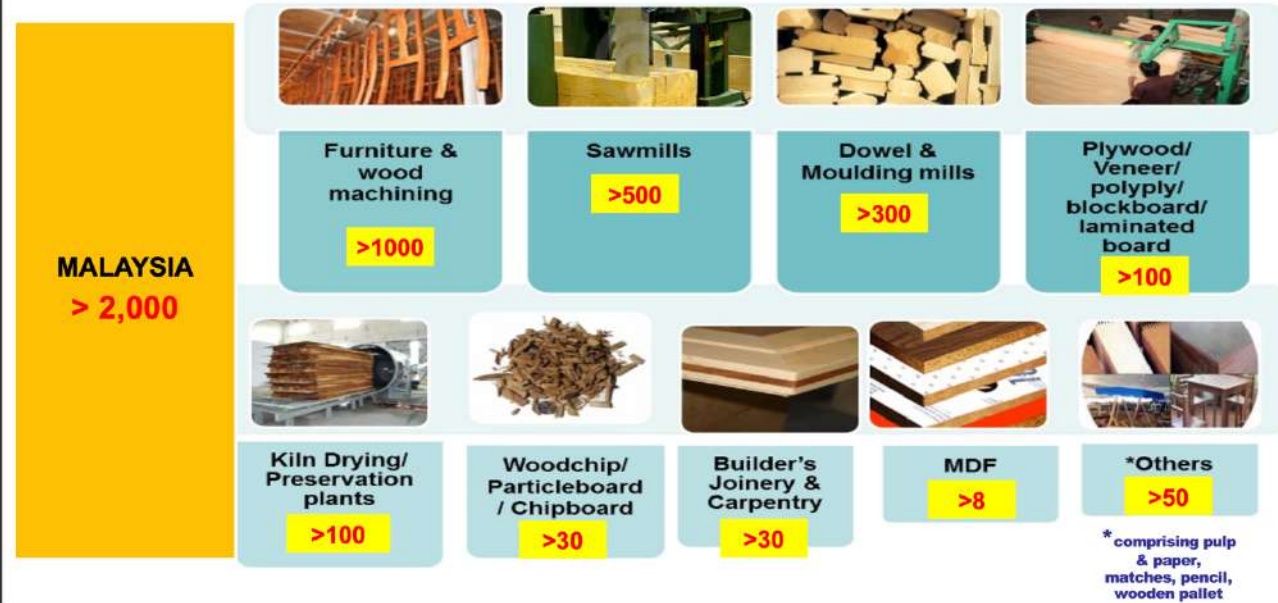 MALAYSIA
> 2,000
Furniture &
wood
machining
>1000
Sawmills
>500
Dowel &
Moulding mills
>300
Plywood/
Veneer/
polyply/
blockboard/
laminated
board
>100
Kiln Drying/
Preservation
plants
>100
Woodchip/
Particleboard
/ Chipboard
>30
Builder's
Joinery &
Carpentry
>30
MDF
>8
*Others
>50
*comprising pulp
& paper,
matches, pencil,
wooden pallet